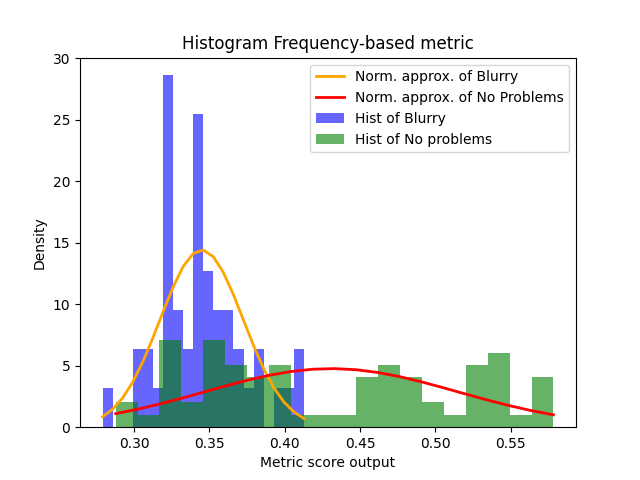 Histogram Frequency-based metric
Norm. approx. of Blurry
Norm. approx. of No Problems
Hist of Blurry
Hist of No problems
Density
30
25
20
15
10
5
0
0.30 0.35 0.40 0.45 0.50 0.55
Metric score output